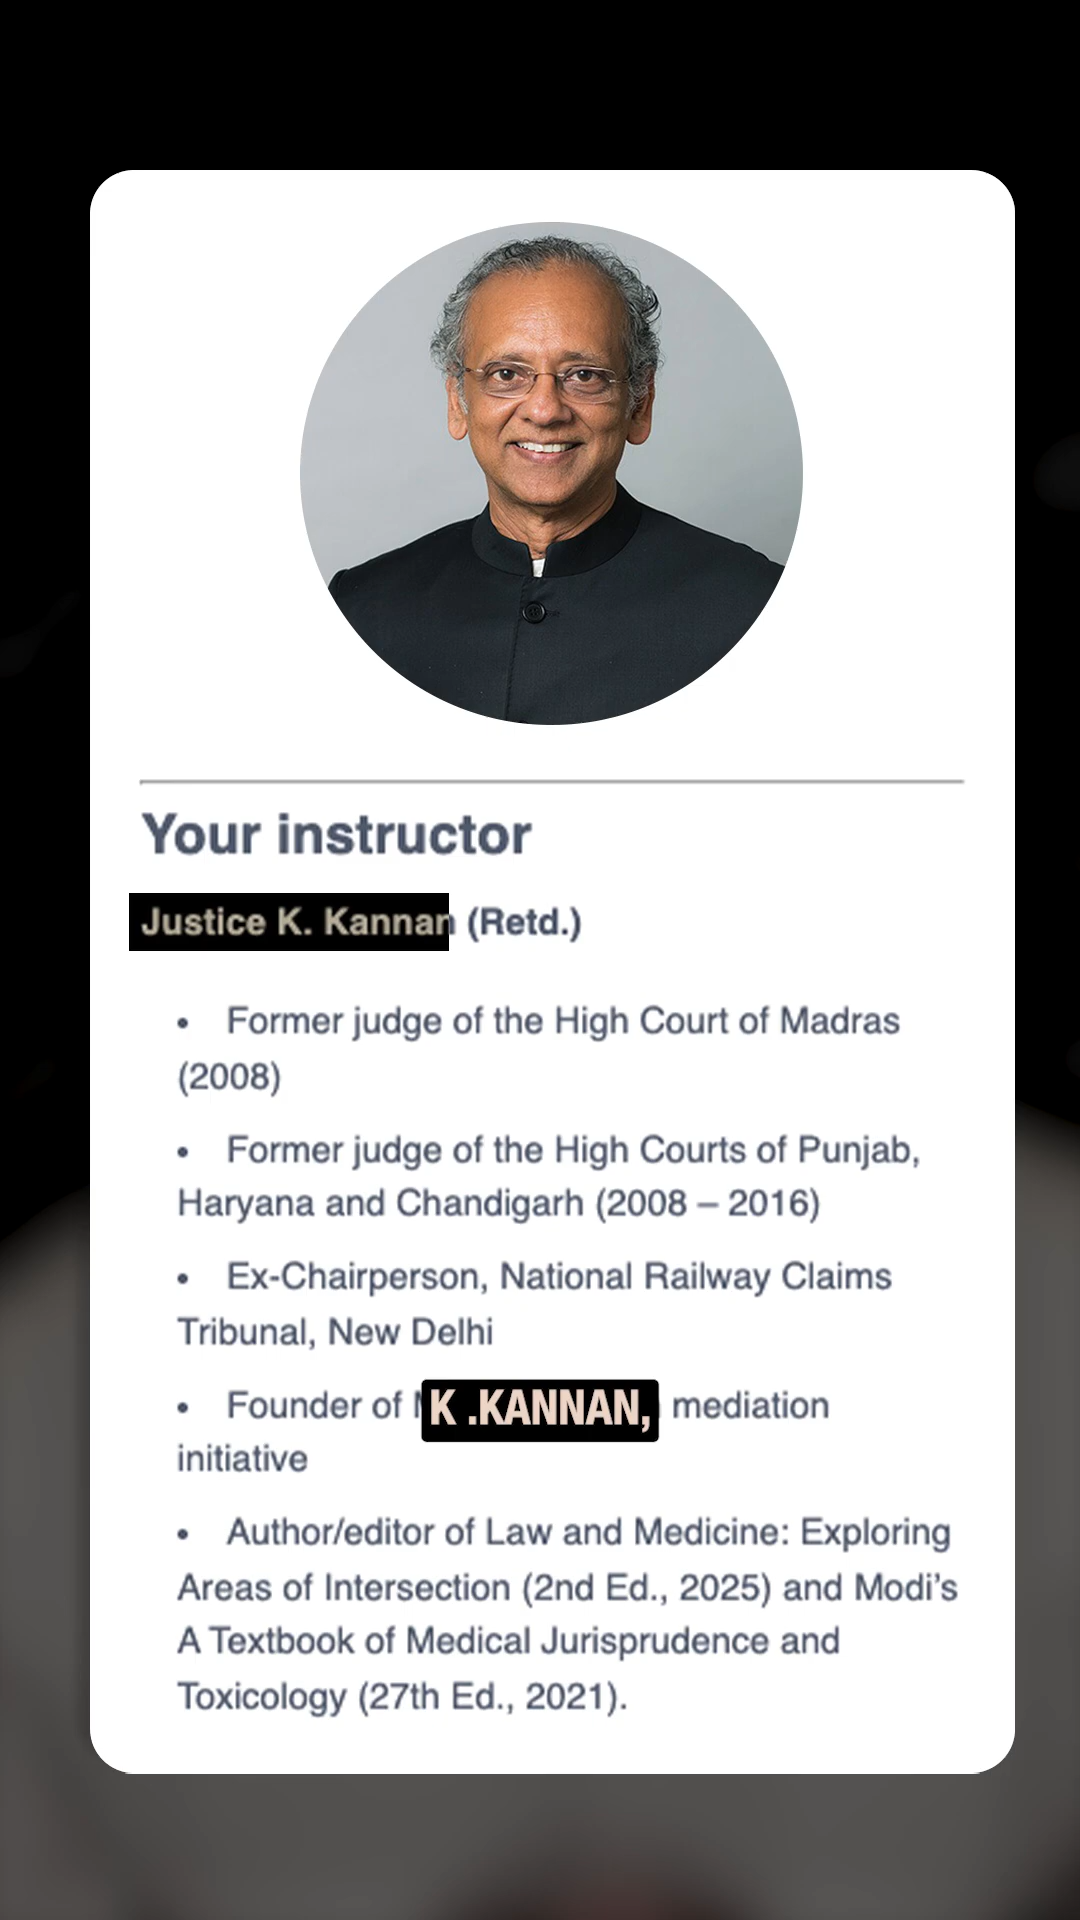 Your instructor
Justice K. Kannan (Retd.)
• Former judge of the High Court of Madras
(2008)
• Former judge of the High Courts of Punjab,
Haryana and Chandigarh (2008 – 2016)
• Ex-Chairperson, National Railway Claims
Tribunal, New Delhi
• Founder of mediation
K .KANNAN,
initiative
• Author/editor of Law and Medicine: Exploring
Areas of Intersection (2nd Ed., 2025) and Modi’s
A Textbook of Medical Jurisprudence and
Toxicology (27th Ed., 2021).